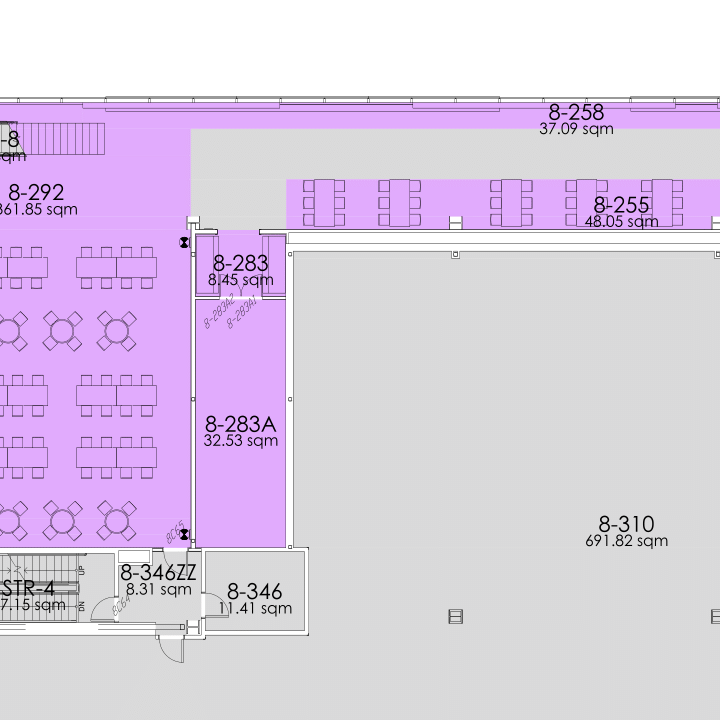 8-258
37.09 sqm
-8
sqm
8-292
361.85 sqm
8-255
48.05 sqm
8-283
8.45 sqm
8-283A2
8-283A1
8-283A
32.53 sqm
8-310
691.82 sqm
8C65
8-346ZZ
8.31 sqm
8-346
11.41 sqm
STR-4
7.15 sqm
UP
DN
8C64
N